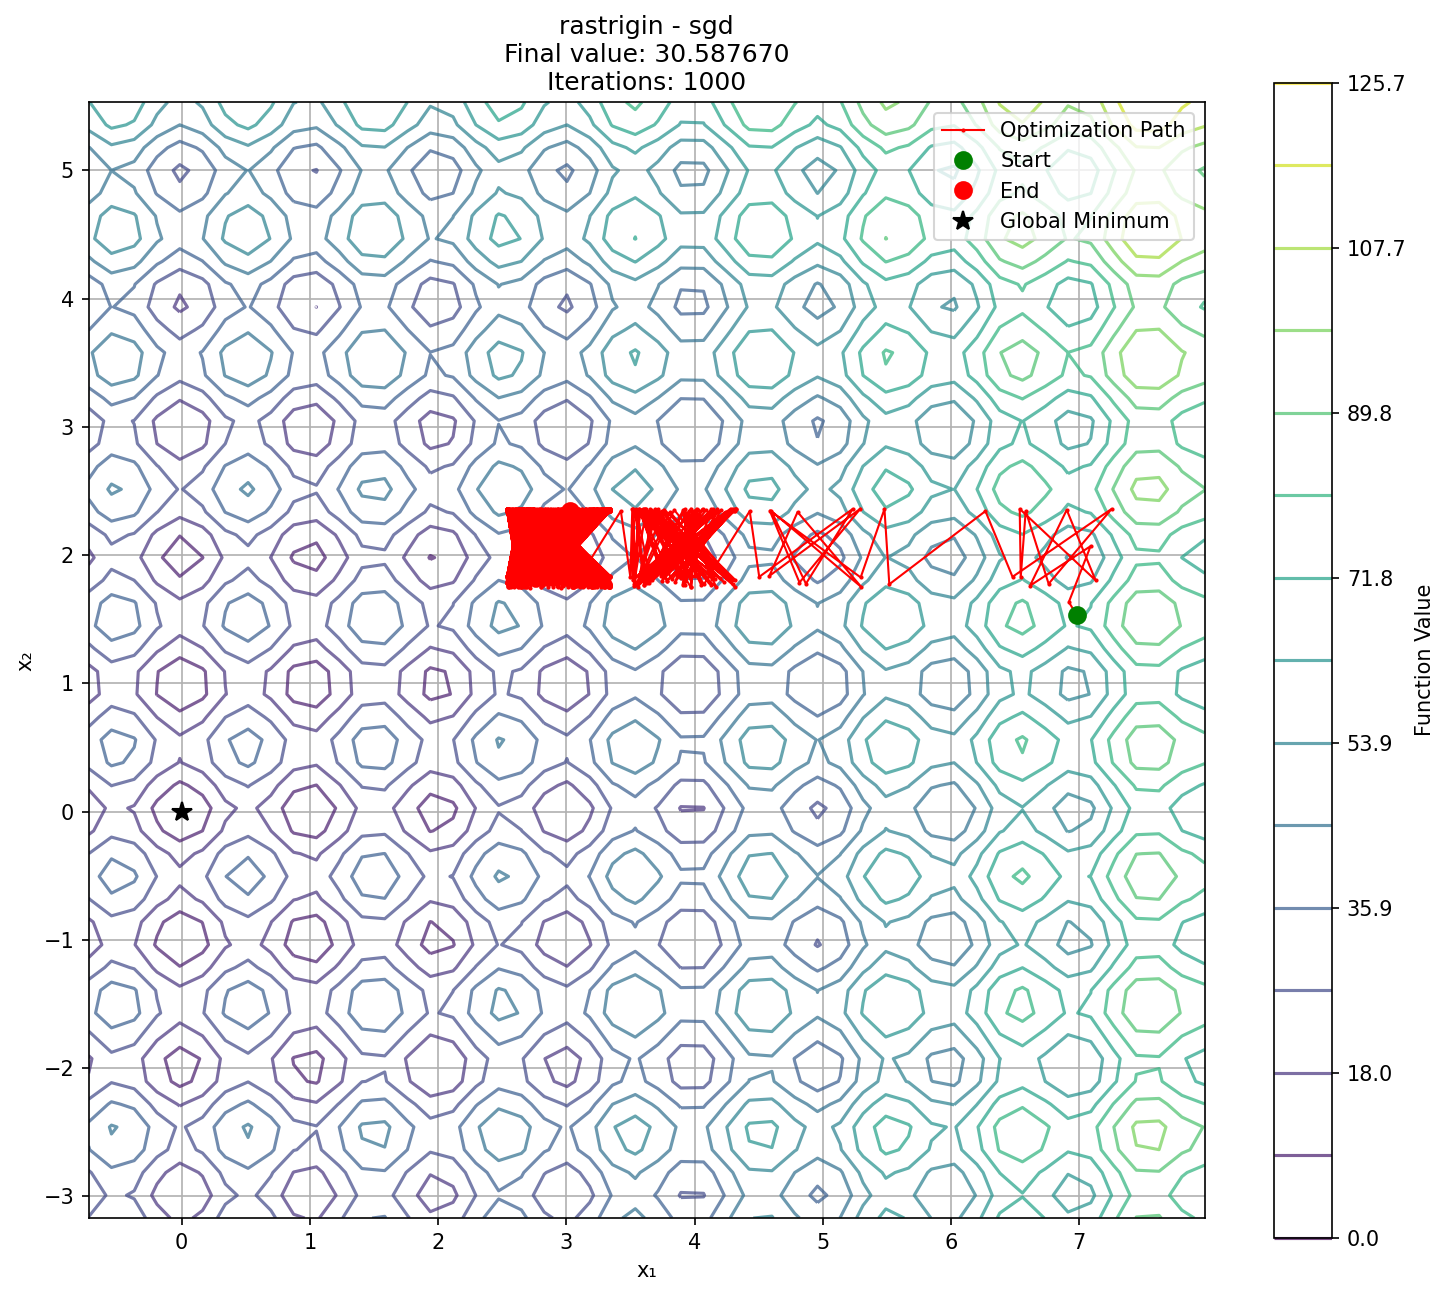 rastrigin - sgd
Final value: 30.587670
Iterations: 1000
Optimization Path
Start
End
Global Minimum
5
4
3
2
1
0
−1
−2
−3
x₂
0 1 2 3 4 5 6 7
x₁
125.7
107.7
89.8
71.8
53.9
35.9
18.0
0.0
Function Value